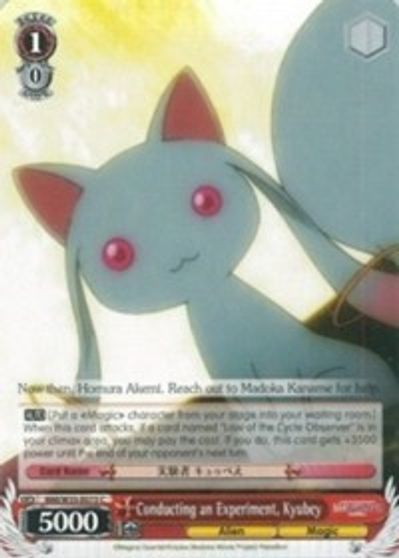 1
0
Now then, Homura Akemi. Reach out to Madoka Kaname for help.
[Put a «Magic» character from your stage into your waiting room]
When this card attacks, if a card named "Law of the Cycle Observer" is in
your climax area, you may pay the cost. If you do, this card gets +3500
power until the end of your opponent's next turn.
Card Name 実験者 キュゥべえ
Conducting an Experiment, Kyubey
5000 Alien Magic